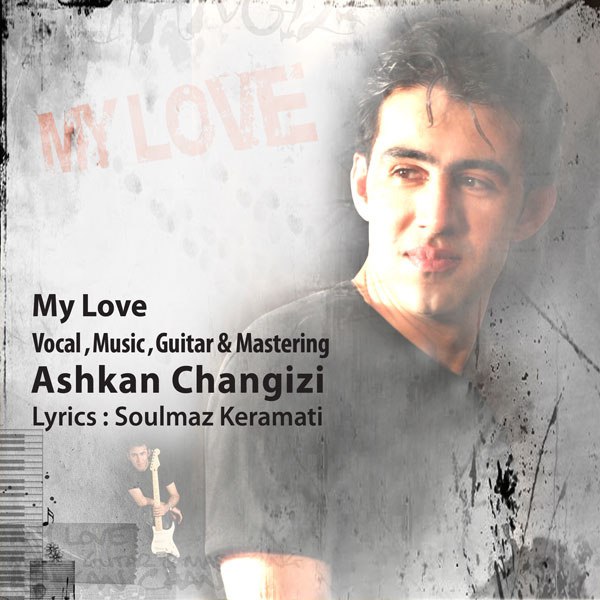 MY LOVE
My Love
Vocal , Music , Guitar & Mastering
Ashkan Changizi
Lyrics : Soulmaz Keramati
LOVE